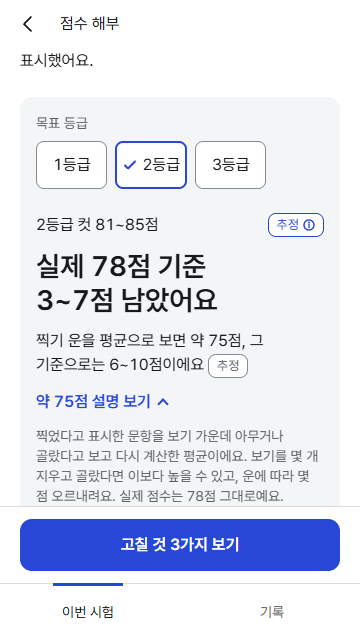 점수 해부
표시했어요.
목표 등급
1등급
2등급
3등급
2등급 컷 81~85점
추정
실제 78점 기준
3~7점 남았어요
찍기 운을 평균으로 보면 약 75점, 그
기준으로는 6~10점이에요 추정
약 75점 설명 보기
찍었다고 표시한 문항을 보기 가운데 아무거나
골랐다고 보고 다시 계산한 평균이에요. 보기를 몇 개
지우고 골랐다면 이보다 높을 수 있고, 운에 따라 몇
점 오르내려요. 실제 점수는 78점 그대로예요.
고칠 것 3가지 보기
이번 시험
기록